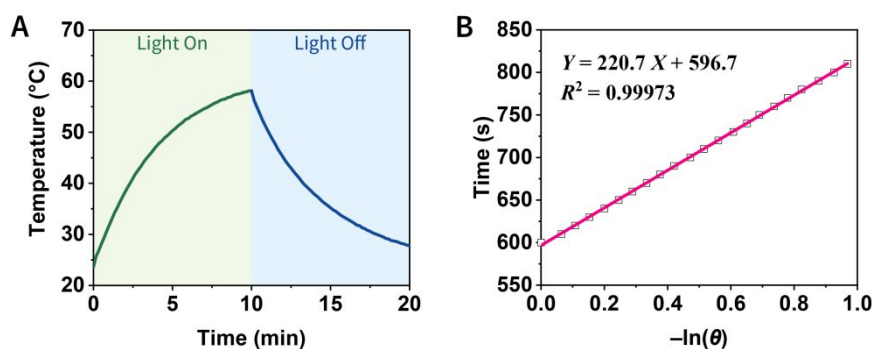 A
Light On
Light Off
Temperature (°C)
70
60
50
40
30
20
0
5
10
15
20
Time (min)
B
Y = 220.7 X + 596.7
R² = 0.99973
Time (s)
850
800
750
700
650
600
550
0.0
0.2
0.4
0.6
0.8
1.0
–ln(θ)